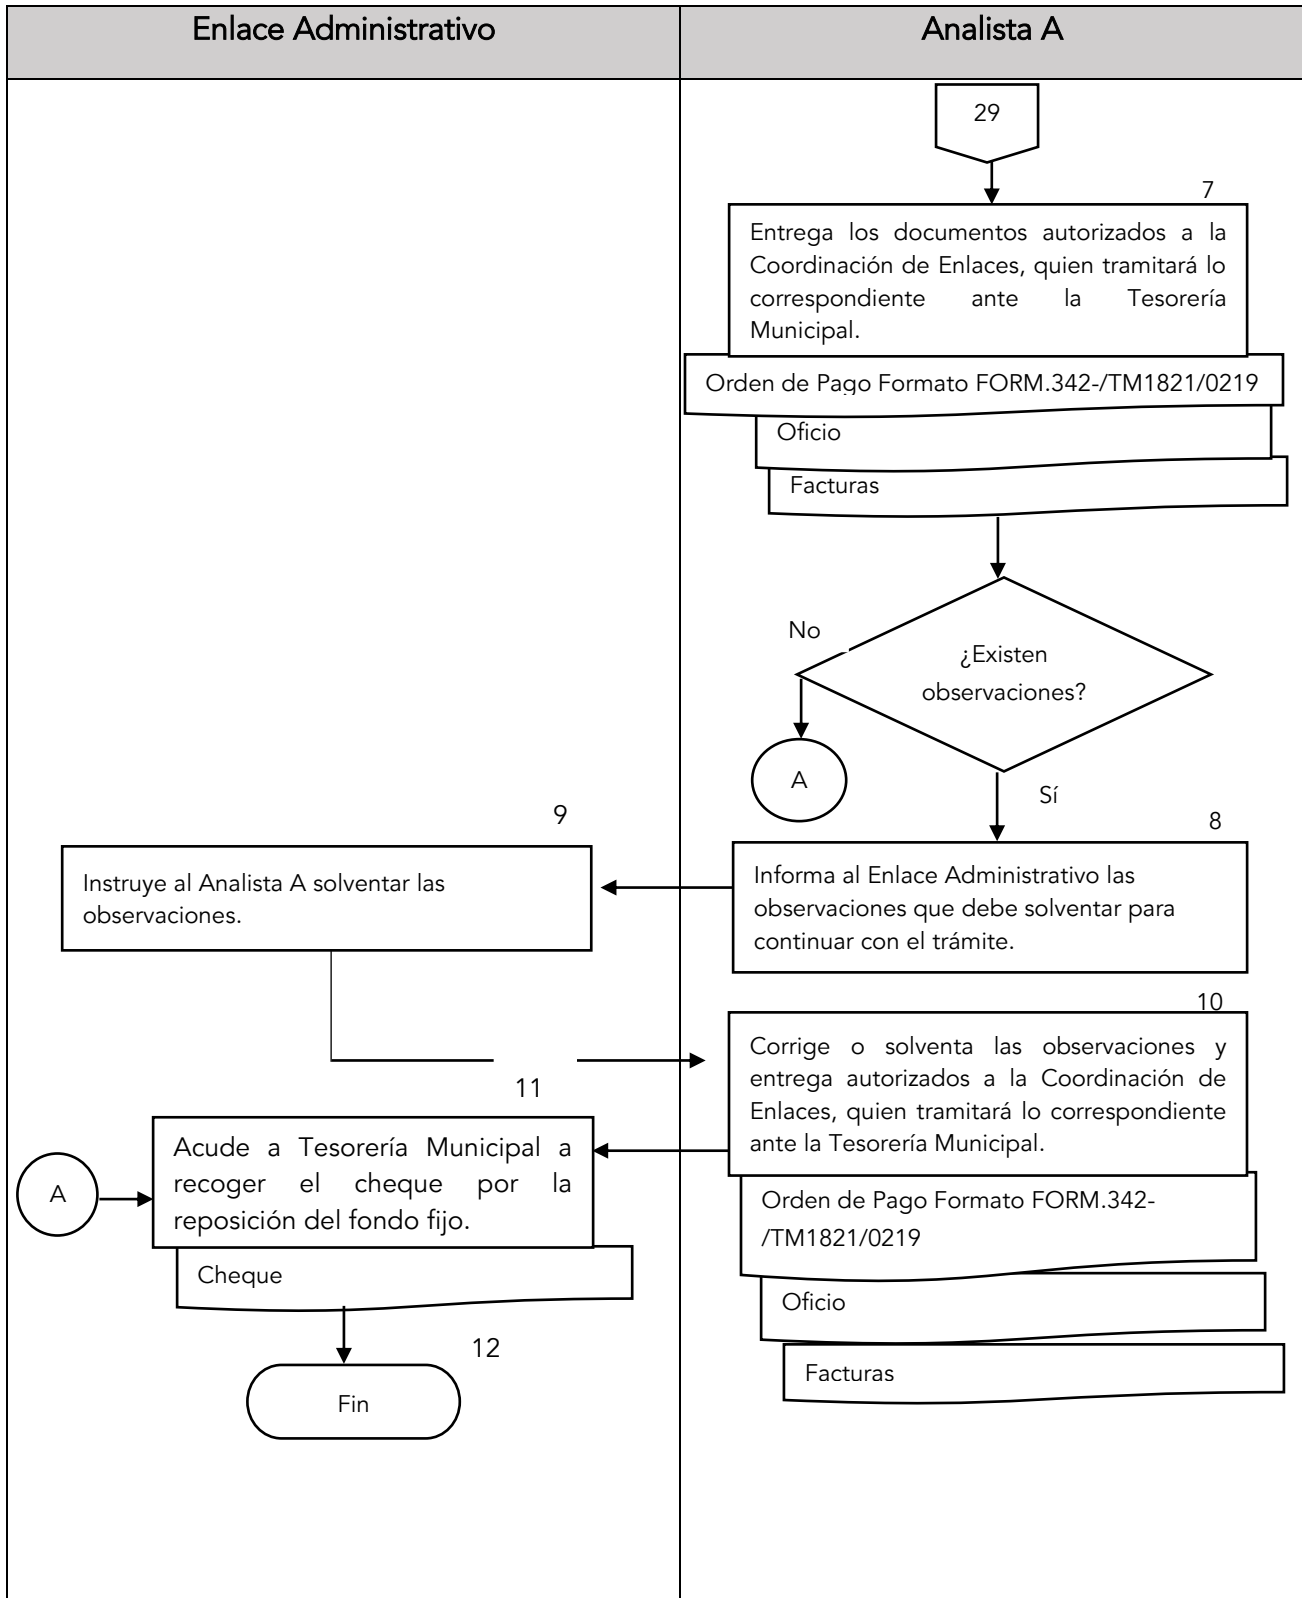 Enlace Administrativo
Analista A
29
7
Entrega los documentos autorizados a la
Coordinación de Enlaces, quien tramitará lo
correspondiente ante la Tesorería
Municipal.
Orden de Pago Formato FORM.342-/TM1821/0219
Oficio
Facturas
No
¿Existen
observaciones?
A
Sí
8
Informa al Enlace Administrativo las
observaciones que debe solventar para
continuar con el trámite.
9
Instruye al Analista A solventar las
observaciones.
10
Corrige o solventa las observaciones y
entrega autorizados a la Coordinación de
Enlaces, quien tramitará lo correspondiente
ante la Tesorería Municipal.
Orden de Pago Formato FORM.342-
/TM1821/0219
Oficio
Facturas
11
A
Acude a Tesorería Municipal a
recoger el cheque por la
reposición del fondo fijo.
Cheque
12
Fin